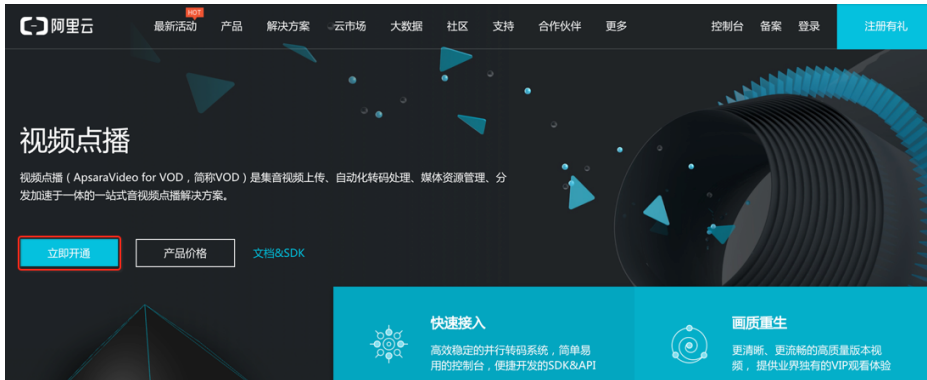 HOT
阿里云 最新活动 产品 解决方案 云市场 大数据 社区 支持 合作伙伴 更多 控制台 备案 登录 注册有礼
视频点播
视频点播（ApsaraVideo for VOD，简称VOD）是集音视频上传、自动化转码处理、媒体资源管理、分
发加速于一体的一站式音视频点播解决方案。
立即开通 产品价格 文档&SDK
快速接入
高效稳定的并行转码系统，简单易
用的控制台，便捷开发的SDK&API
画质重生
更清晰、更流畅的高质量版本视
频，提供业界独有的VIP观看体验